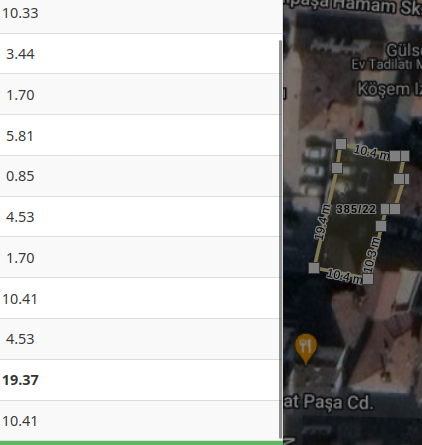 10.33
3.44
1.70
5.81
0.85
4.53
1.70
10.41
4.53
19.37
10.41
paşa Hamam Sk
Güls
Ev Tadilatı M
Köşem İz
10.4 m
385/22
19.4 m
10.3 m
10.4 m
at Paşa Cd.